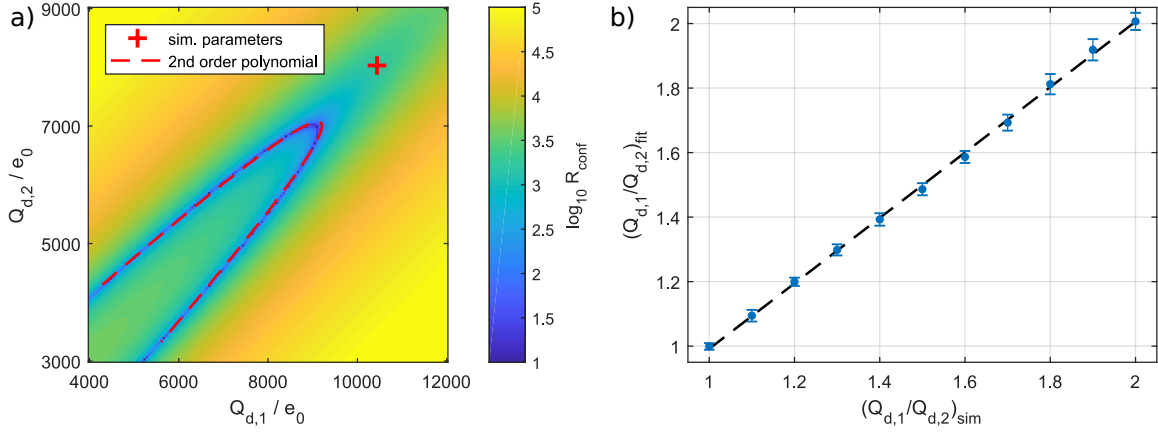 a)
9000
7000
5000
3000
Q_d,2 / e_0
sim. parameters
2nd order polynomial
4000 6000 8000 10000 12000
Q_d,1 / e_0
5
4.5
4
3.5
3
2.5
2
1.5
1
log_10 R_conf
b)
2
1.8
1.6
1.4
1.2
1
(Q_d,1/Q_d,2)_fit
1 1.2 1.4 1.6 1.8 2
(Q_d,1/Q_d,2)_sim